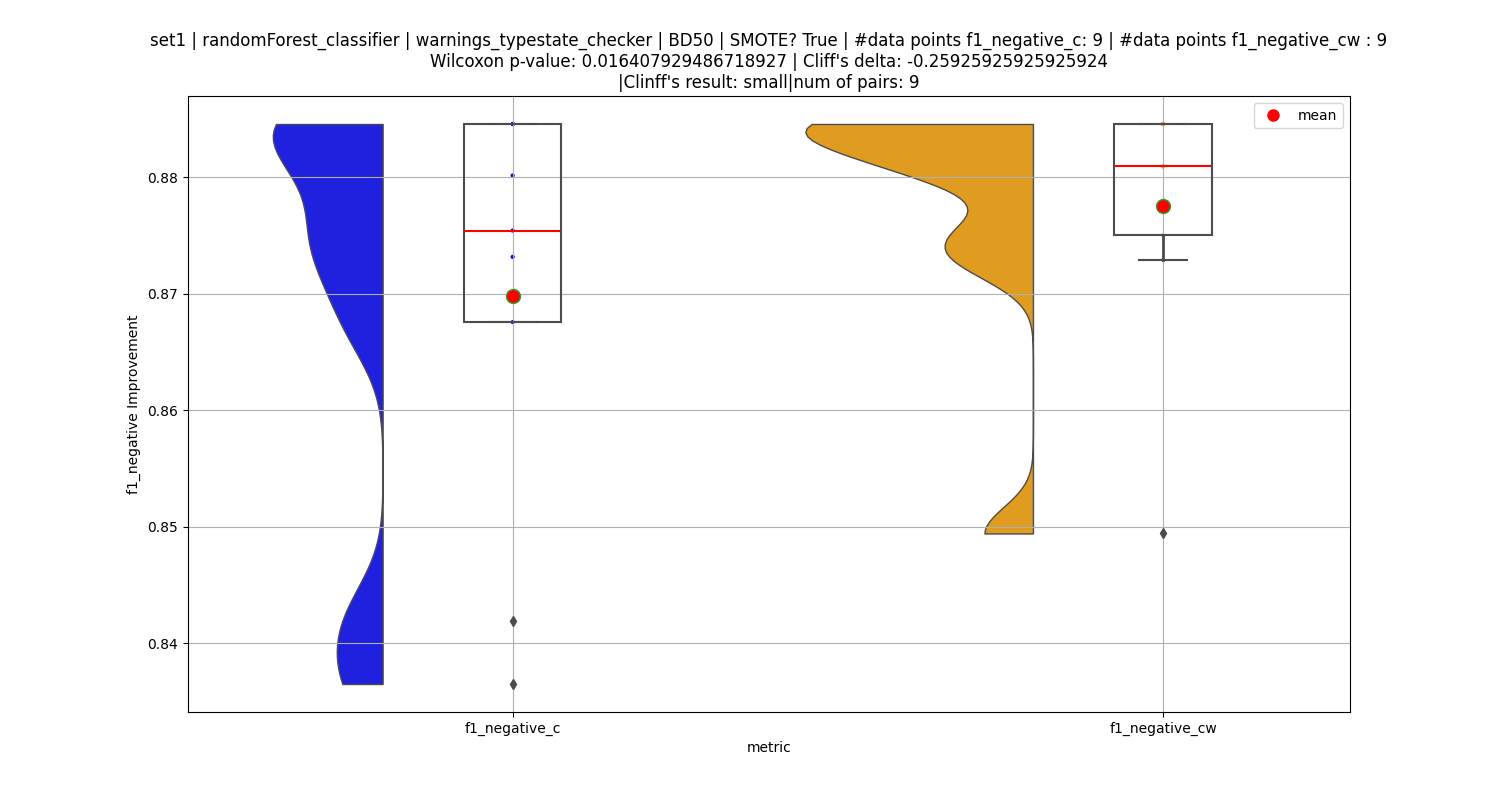 set1 | randomForest_classifier | warnings_typestate_checker | BD50 | SMOTE? True | #data points f1_negative_c: 9 | #data points f1_negative_cw : 9
Wilcoxon p-value: 0.016407929486718927 | Cliff's delta: -0.25925925925925924
|Clinff's result: small|num of pairs: 9
mean
0.88
0.87
0.86
0.85
0.84
f1_negative Improvement
f1_negative_c
f1_negative_cw
metric